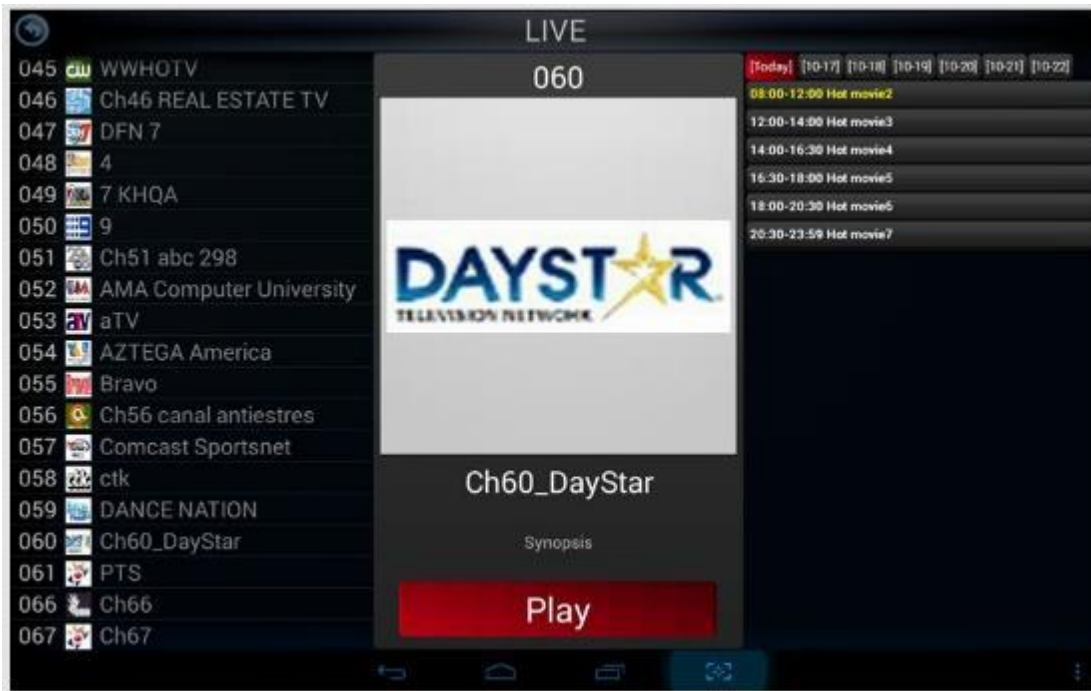 LIVE
045 cw WWHOTV
046 Ch46 REAL ESTATE TV
047 DFN 7
048 4
049 7 KHQA
050 9
051 Ch51 abc 298
052 AMA Computer University
053 aTV aTV
054 AZTEGA America
055 Bravo
056 Ch56 canal antiestres
057 Comcast Sportsnet
058 ctk
059 DANCE NATION
060 Ch60_DayStar
061 PTS
066 Ch66
067 Ch67
060
DAYSTAR
TELEVISION NETWORK
Ch60_DayStar
Synopsis
Play
[Today] [10-17] [10-18] [10-19] [10-20] [10-21] [10-22]
08:00-12:00 Hot movie2
12:00-14:00 Hot movie3
14:00-16:30 Hot movie4
16:30-18:00 Hot movie5
18:00-20:30 Hot movie6
20:30-23:59 Hot movie7